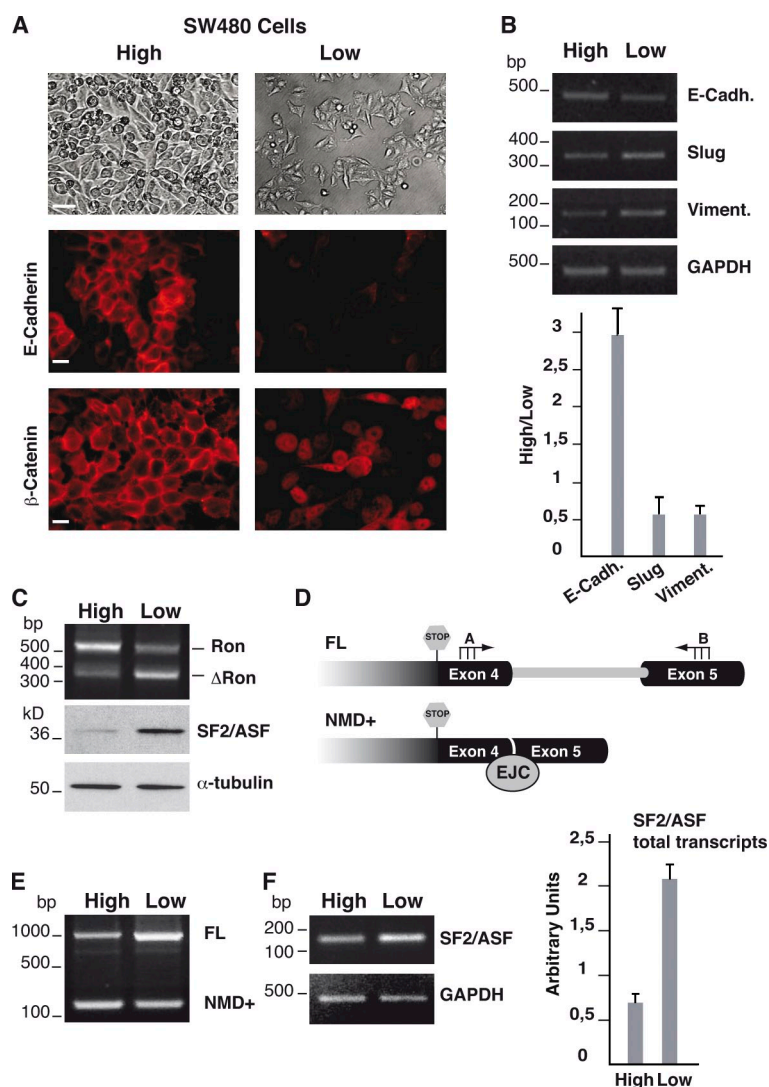 A
SW480 Cells
High Low
E-Cadherin
β-Catenin
B
High Low
bp
500
E-Cadh.
400
300
Slug
200
100
Viment.
500
GAPDH
3
2,5
2
1,5
1
0,5
0
High/Low
E-Cadh.
Slug
Viment.
C
High Low
bp
500
400
300
Ron
ΔRon
kD
36
SF2/ASF
50
α-tubulin
D
FL
STOP
A
B
Exon 4
Exon 5
NMD+
STOP
Exon 4
Exon 5
EJC
E
High Low
bp
1000
500
100
FL
NMD+
F
High Low
bp
200
100
SF2/ASF
500
GAPDH
SF2/ASF
total transcripts
2,5
2
1,5
1
0,5
0
Arbitrary Units
High Low